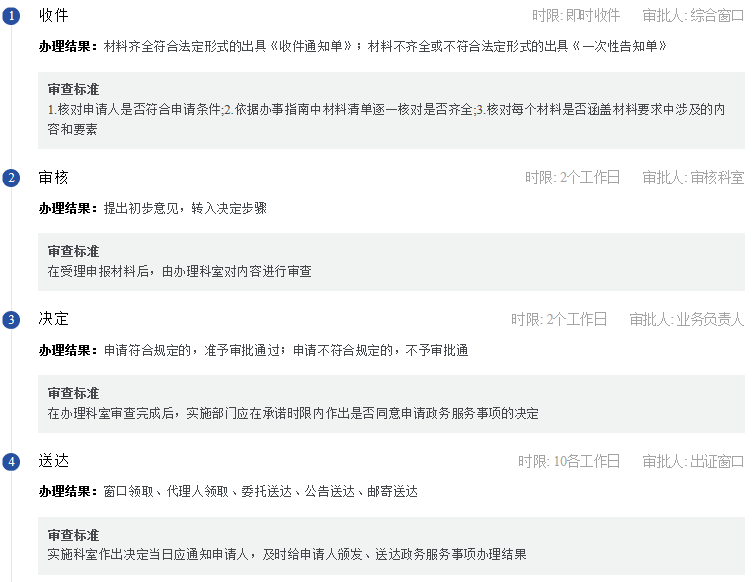 1 收件 时限: 即时收件 审批人: 综合窗口
办理结果：材料齐全符合法定形式的出具《收件通知单》；材料不齐全或不符合法定形式的出具《一次性告知单》
审查标准
1.核对申请人是否符合申请条件;2.依据办事指南中材料清单逐一核对是否齐全;3.核对每个材料是否涵盖材料要求中涉及的内
容和要素
2 审核 时限: 2个工作日 审批人: 审核科室
办理结果：提出初步意见，转入决定步骤
审查标准
在受理申报材料后，由办理科室对内容进行审查
3 决定 时限: 2个工作日 审批人: 业务负责人
办理结果：申请符合规定的，准予审批通过；申请不符合规定的，不予审批通
审查标准
在办理科室审查完成后，实施部门应在承诺时限内作出是否同意申请政务服务事项的决定
4 送达 时限: 10各工作日 审批人: 出证窗口
办理结果：窗口领取、代理人领取、委托送达、公告送达、邮寄送达
审查标准
实施科室作出决定当日应通知申请人，及时给申请人颁发、送达政务服务事项办理结果